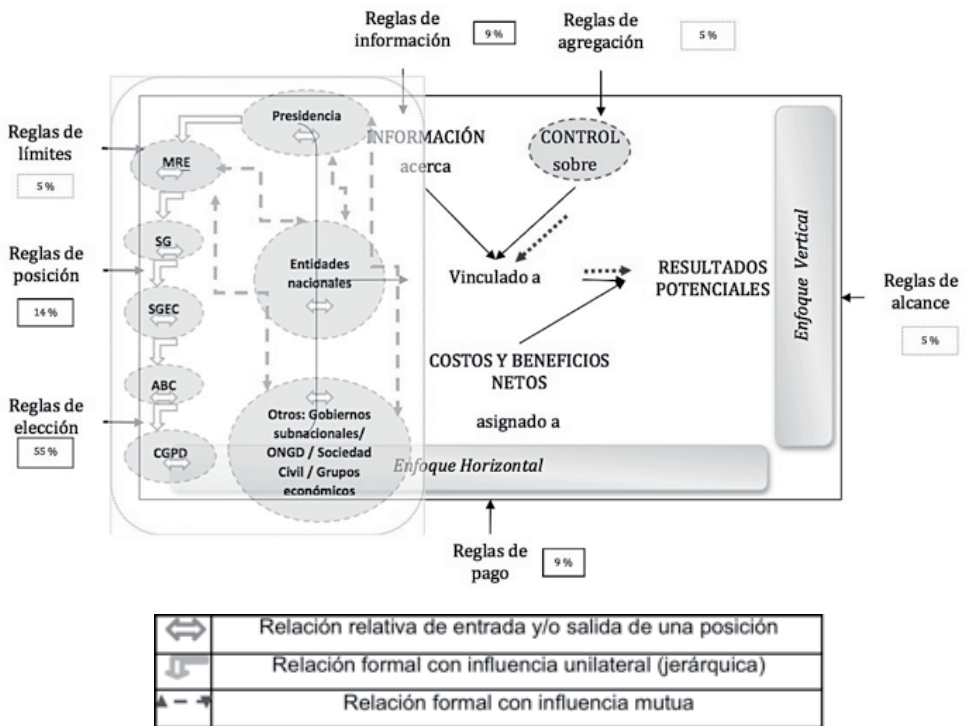 Reglas de
información
9 %
Reglas de
agregación
5 %
Reglas de
límites
5 %
Presidencia
MRE
INFORMACIÓN
acerca
CONTROL
sobre
Reglas de
posición
14 %
SG
SGEC
Entidades
nacionales
Vinculado a
RESULTADOS
POTENCIALES
Enfoque Vertical
Reglas de
alcance
5 %
COSTOS Y BENEFICIOS
NETOS
asignado a
Reglas de
elección
55 %
ABC
CGPD
Otros: Gobiernos
subnacionales/
ONGD / Sociedad
Civil / Grupos
económicos
Enfoque Horizontal
Reglas de
pago
9 %
Relación relativa de entrada y/o salida de una posición
Relación formal con influencia unilateral (jerárquica)
Relación formal con influencia mutua